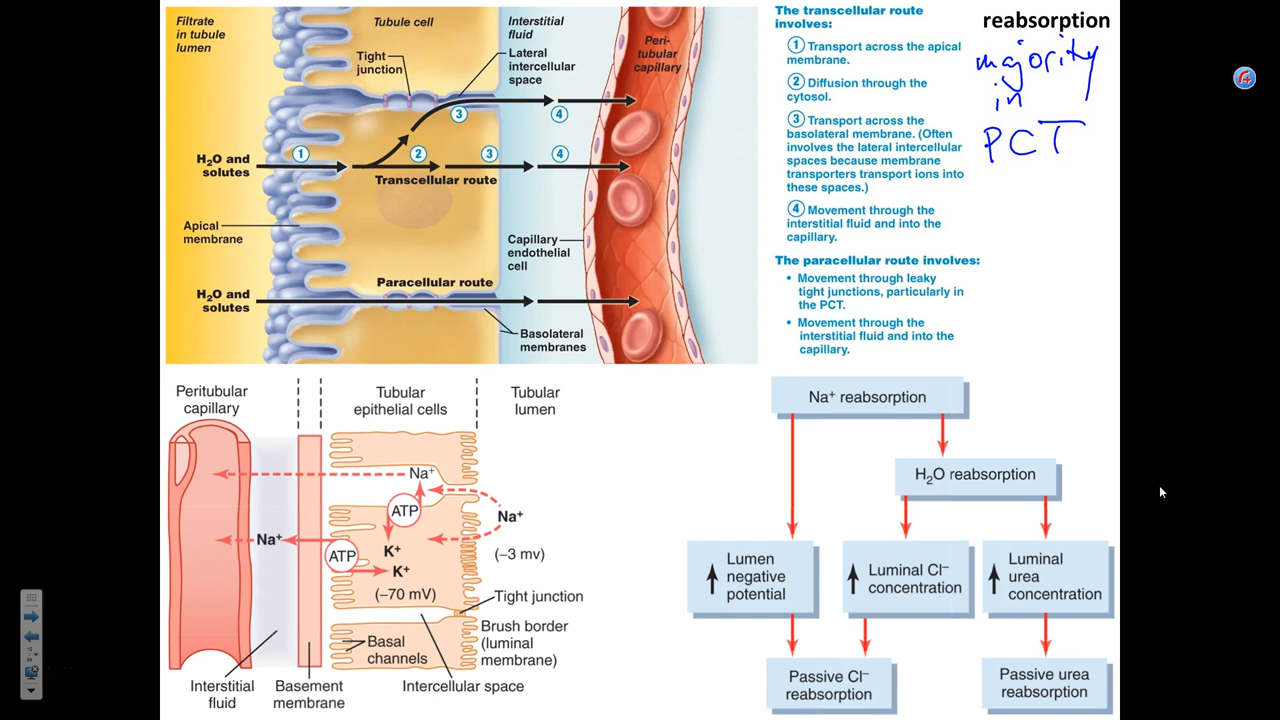 Filtrate
in tubule
lumen
Tubule cell
Interstitial
fluid
Peri-
tubular
capillary
Tight
junction
Lateral
intercellular
space
3
4
1
2
3
4
H₂O and
solutes
Transcellular route
Apical
membrane
Capillary
endothelial
cell
Paracellular route
H₂O and
solutes
Basolateral
membranes
The transcellular route
involves:
1 Transport across the apical
membrane.
2 Diffusion through the
cytosol.
3 Transport across the
basolateral membrane. (Often
involves the lateral intercellular
spaces because membrane
transporters transport ions into
these spaces.)
4 Movement through the
interstitial fluid and into the
capillary.
The paracellular route involves:
• Movement through leaky
tight junctions, particularly in
the PCT.
• Movement through the
interstitial fluid and into the
capillary.
reabsorption
majority
in
PCT
Peritubular
capillary
Tubular
epithelial cells
Tubular
lumen
Na⁺
ATP
Na⁺
Na⁺
ATP
K⁺
K⁺
(−3 mv)
(−70 mV)
Tight junction
Brush border
(luminal
membrane)
Basal
channels
Interstitial
fluid
Basement
membrane
Intercellular space
Na⁺ reabsorption
H₂O reabsorption
Lumen
negative
potential
Luminal Cl⁻
concentration
Luminal
urea
concentration
Passive Cl⁻
reabsorption
Passive urea
reabsorption